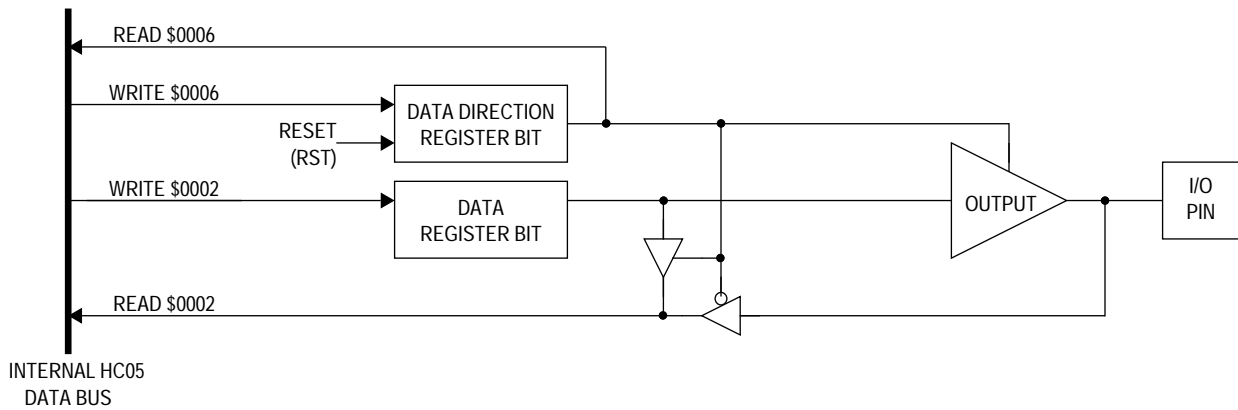 READ $0006
WRITE $0006
DATA DIRECTION
REGISTER BIT
RESET
(RST)
WRITE $0002
DATA
REGISTER BIT
OUTPUT
I/O
PIN
READ $0002
INTERNAL HC05
DATA BUS